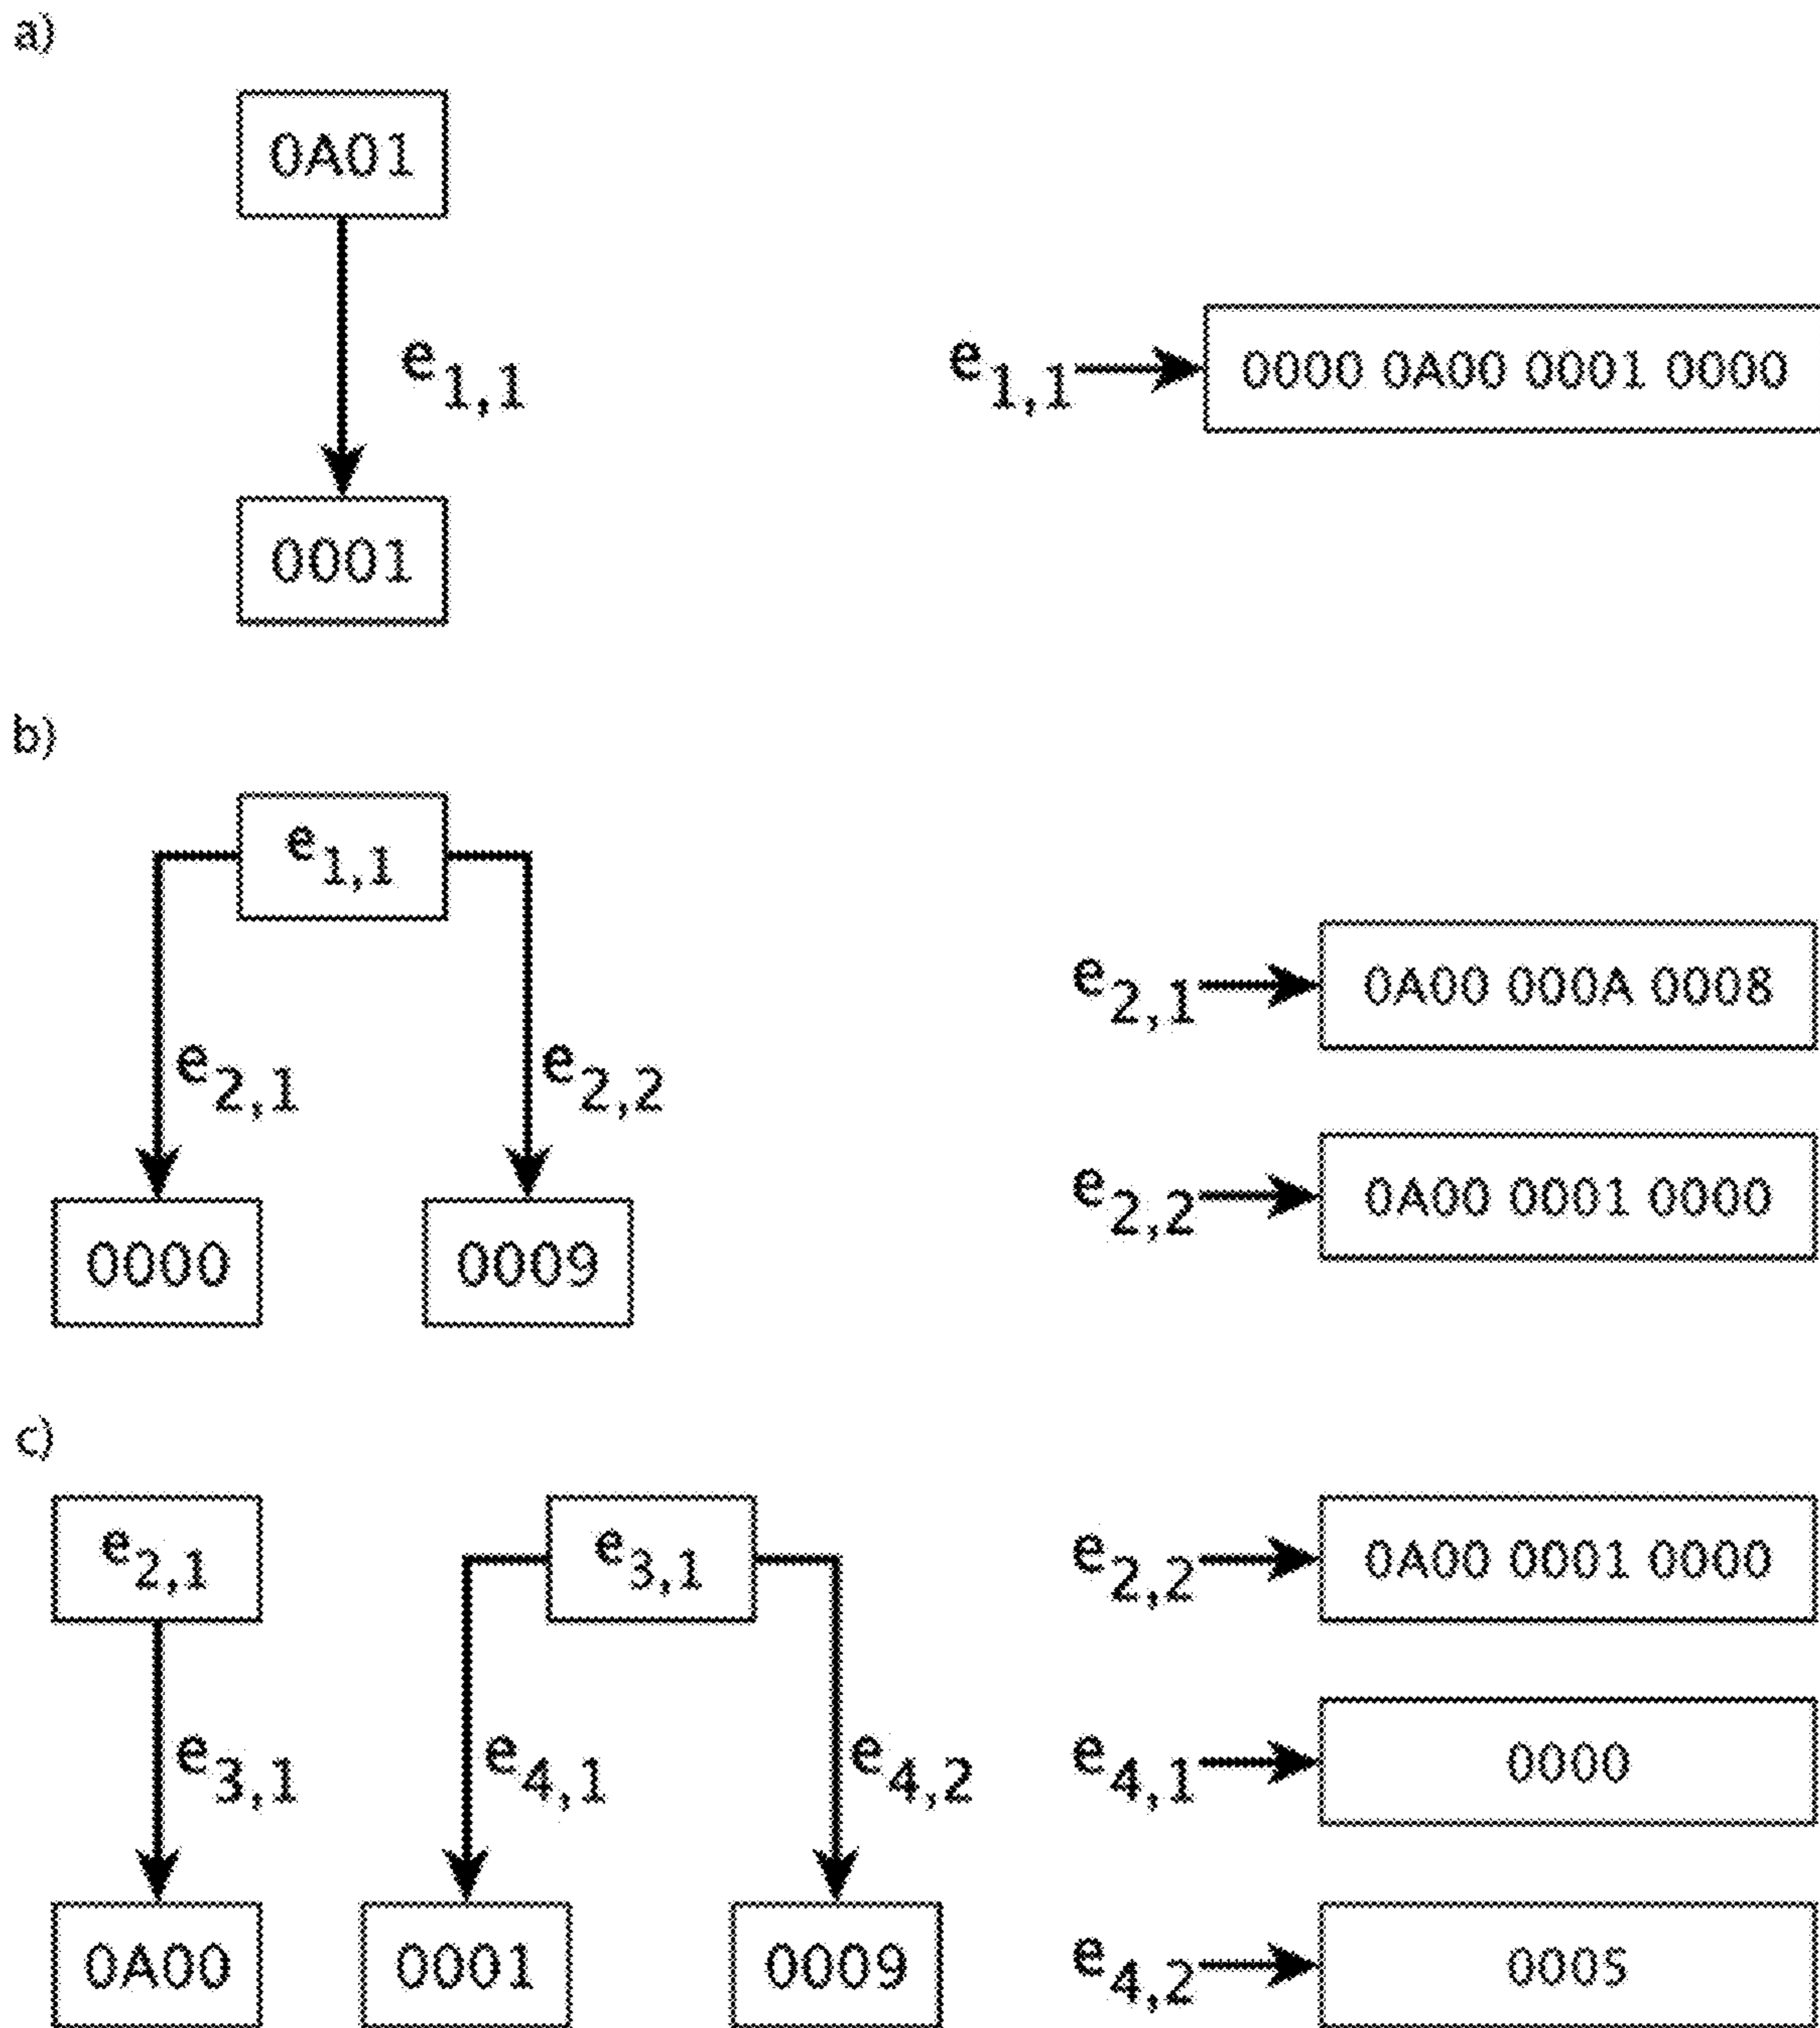 a)
0A01
e1,1
0001
e1,1
0000 0A00 0001 0000
b)
e1,1
e2,1
e2,2
0000
0009
e2,1
0A00 000A 0008
e2,2
0A00 0001 0000
c)
e2,1
e3,1
e3,1
e4,1
e4,2
0A00
0001
0009
e2,2
0A00 0001 0000
e4,1
0000
e4,2
0005